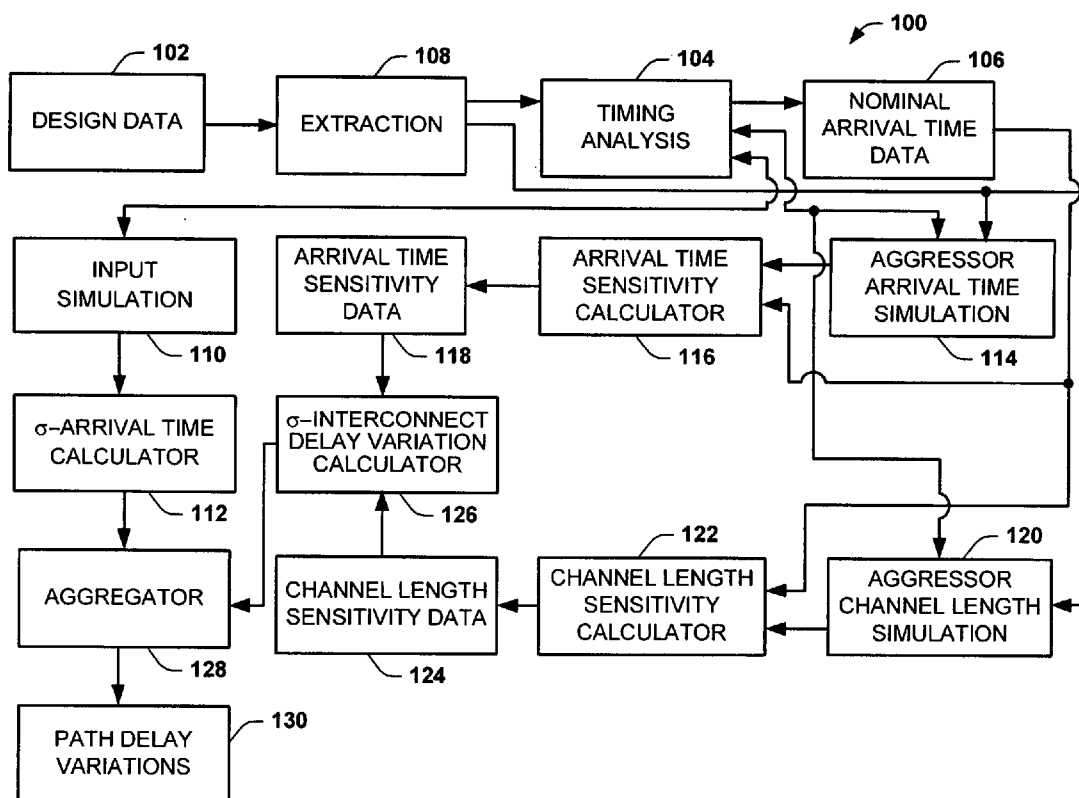 100
102
108
104
106
DESIGN DATA
EXTRACTION
TIMING
ANALYSIS
NOMINAL
ARRIVAL TIME
DATA
INPUT
SIMULATION
110
ARRIVAL TIME
SENSITIVITY
DATA
118
ARRIVAL TIME
SENSITIVITY
CALCULATOR
116
AGGRESSOR
ARRIVAL TIME
SIMULATION
114
σ–ARRIVAL TIME
CALCULATOR
112
σ–INTERCONNECT
DELAY VARIATION
CALCULATOR
126
122
120
AGGREGATOR
128
CHANNEL LENGTH
SENSITIVITY DATA
124
CHANNEL LENGTH
SENSITIVITY
CALCULATOR
AGGRESSOR
CHANNEL LENGTH
SIMULATION
130
PATH DELAY
VARIATIONS